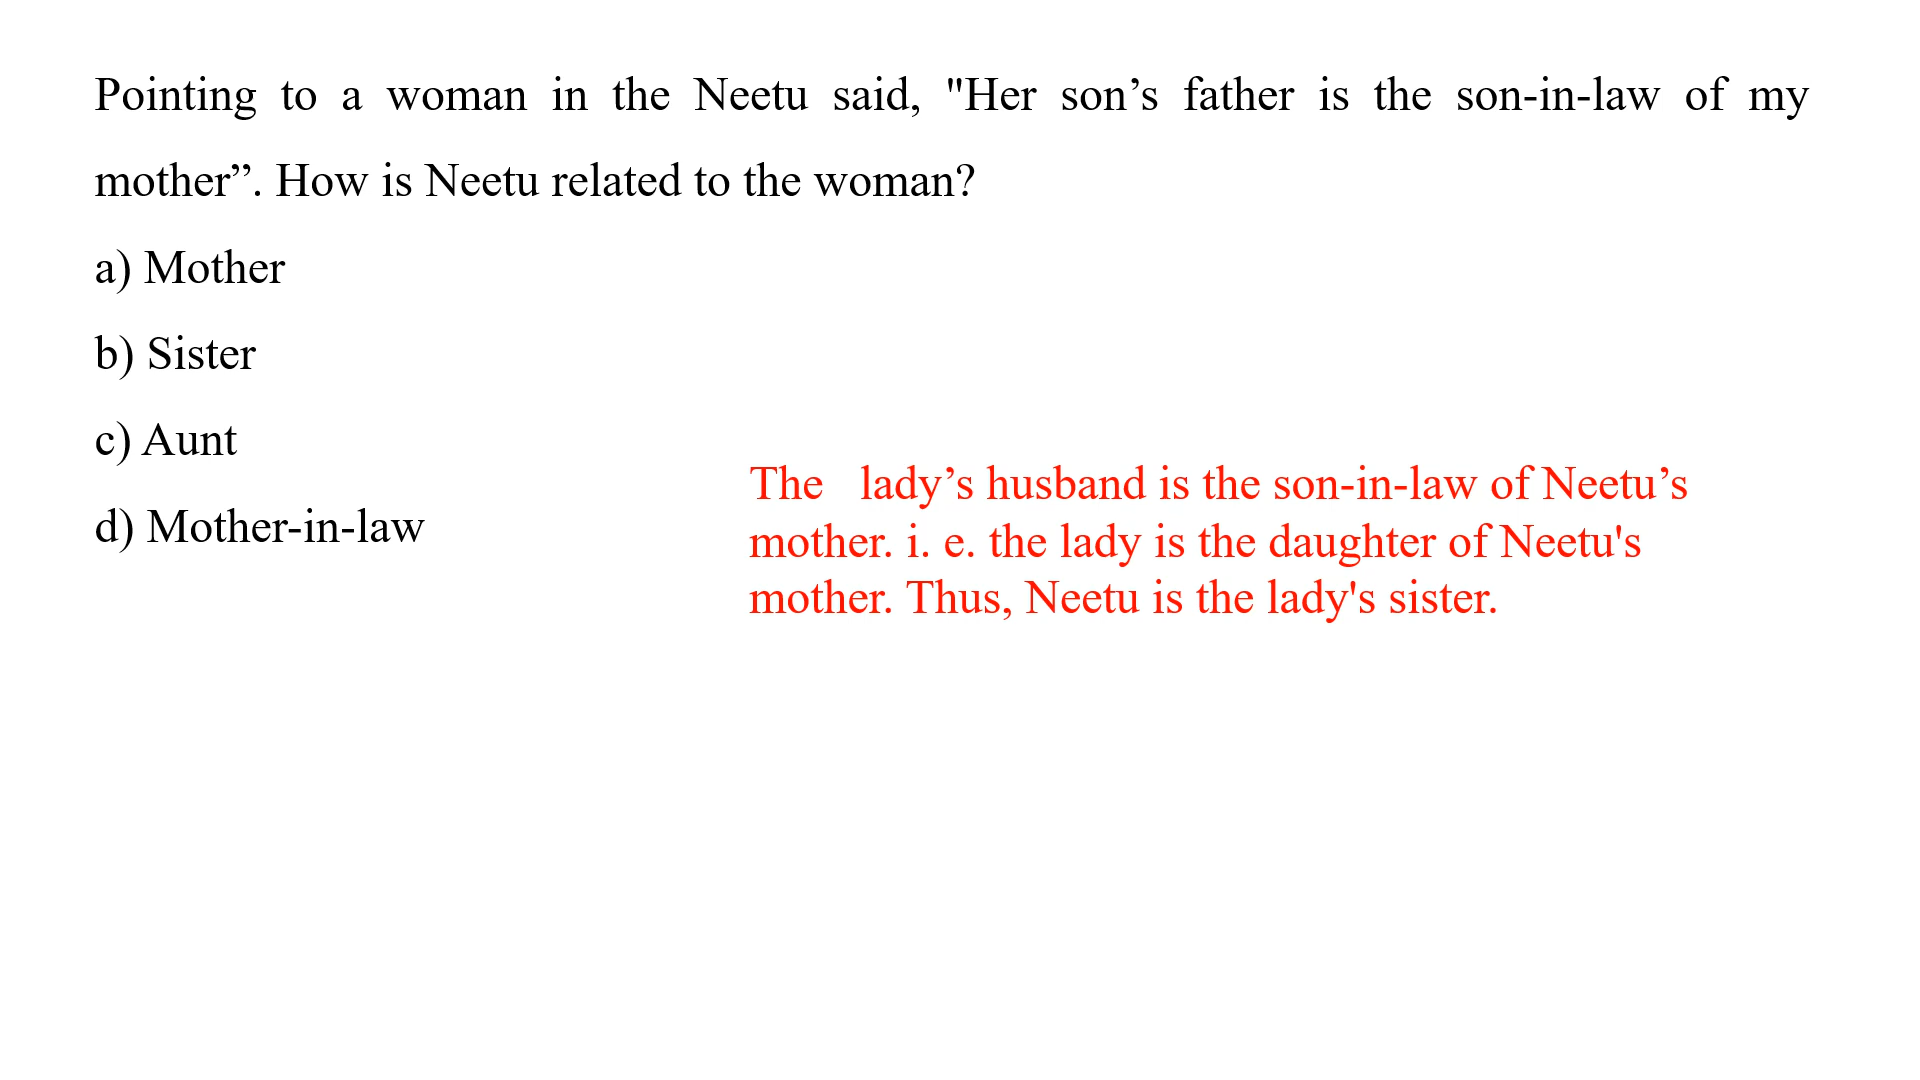 Pointing to a woman in the Neetu said, "Her son’s father is the son-in-law of my
mother”. How is Neetu related to the woman?
a) Mother
b) Sister
c) Aunt
d) Mother-in-law
The lady’s husband is the son-in-law of Neetu’s
mother. i. e. the lady is the daughter of Neetu's
mother. Thus, Neetu is the lady's sister.